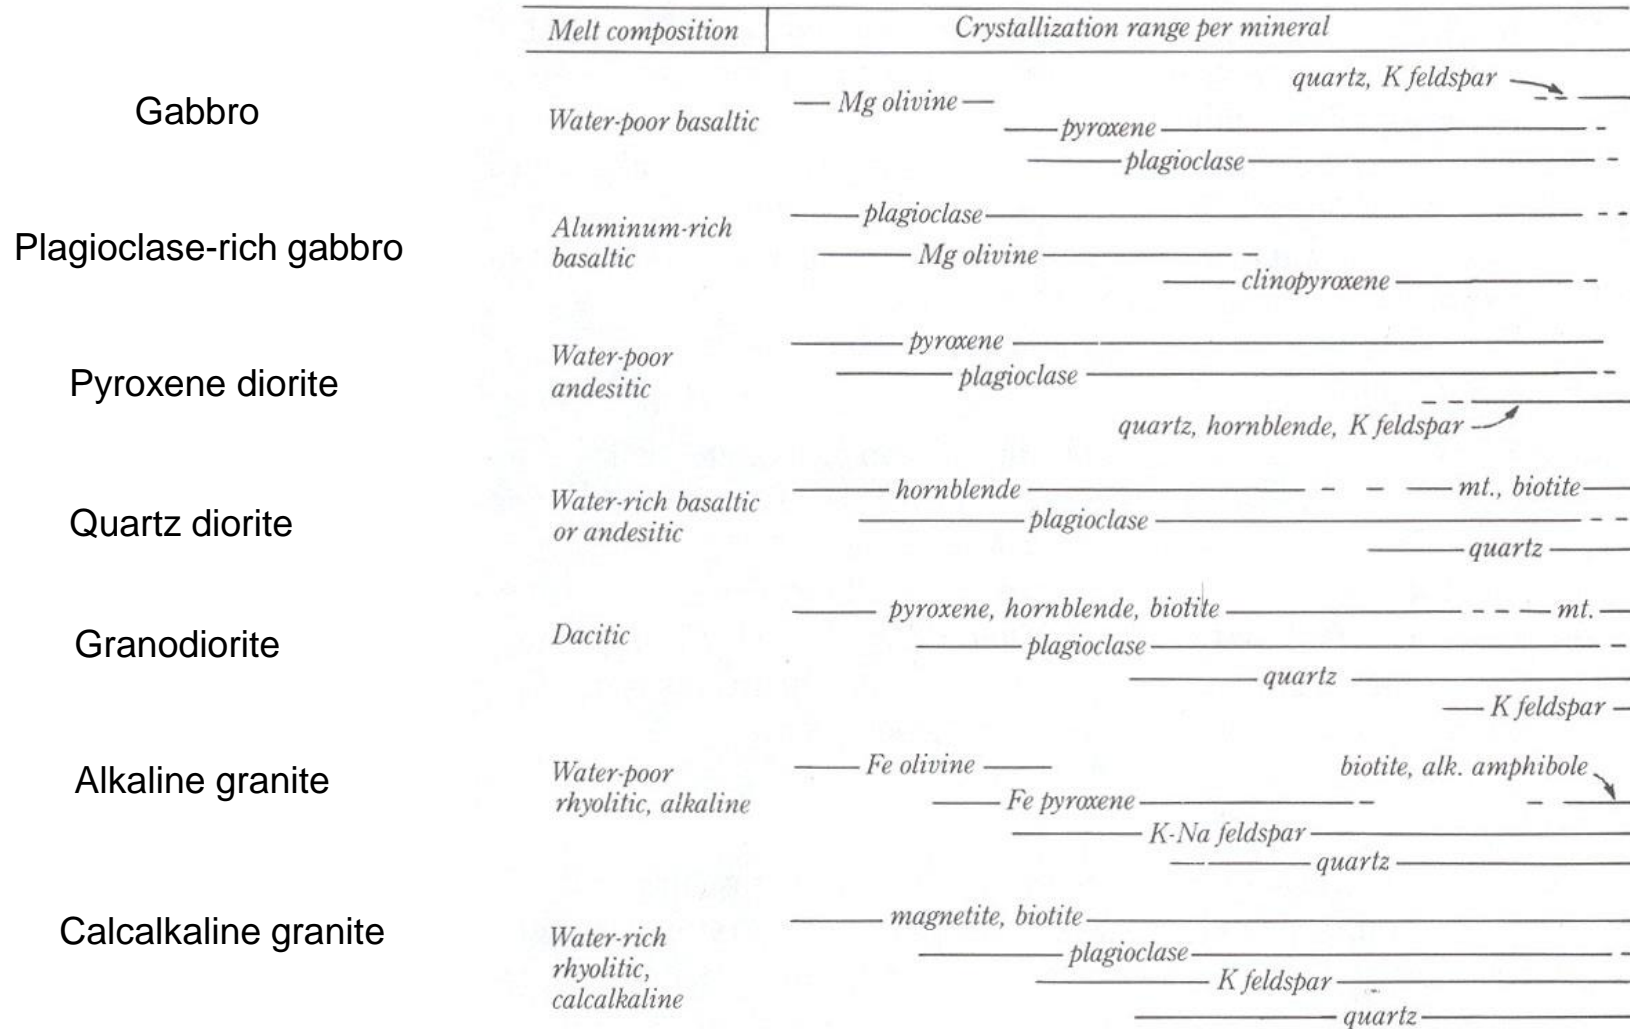 Melt composition Crystallization range per mineral
Gabbro
Water-poor basaltic
quartz, K feldspar
Mg olivine
pyroxene
plagioclase
Plagioclase-rich gabbro
Aluminum-rich
basaltic
plagioclase
Mg olivine
clinopyroxene
Pyroxene diorite
Water-poor
andesitic
pyroxene
plagioclase
quartz, hornblende, K feldspar
Quartz diorite
Water-rich basaltic
or andesitic
hornblende mt., biotite
plagioclase
quartz
Granodiorite
Dacitic
pyroxene, hornblende, biotite mt.
plagioclase
quartz
K feldspar
Alkaline granite
Water-poor
rhyolitic, alkaline
Fe olivine biotite, alk. amphibole
Fe pyroxene
K-Na feldspar
quartz
Calcalkaline granite
Water-rich
rhyolitic,
calcalkaline
magnetite, biotite
plagioclase
K feldspar
quartz